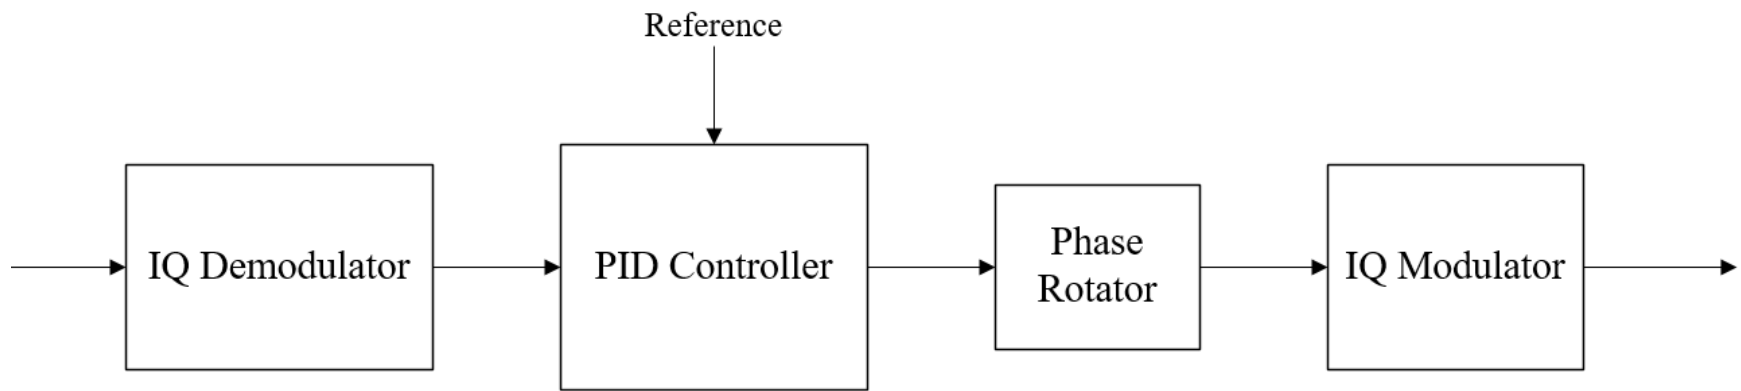 Reference
IQ Demodulator
PID Controller
Phase
Rotator
IQ Modulator